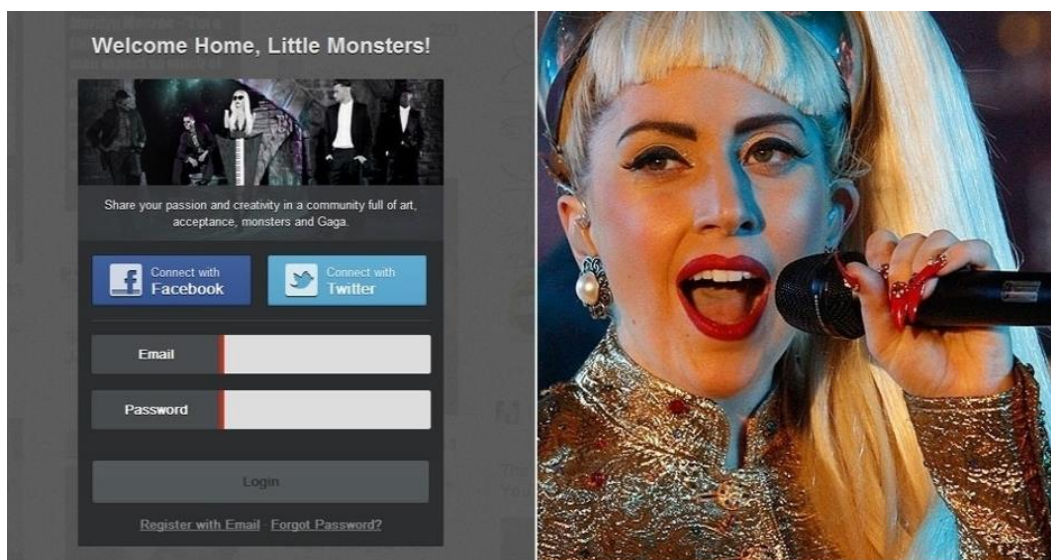 Welcome Home, Little Monsters!
Share your passion and creativity in a community full of art,
acceptance, monsters and Gaga.
Connect with
Facebook
Connect with
Twitter
Email
Password
Login
Register with Email · Forgot Password?